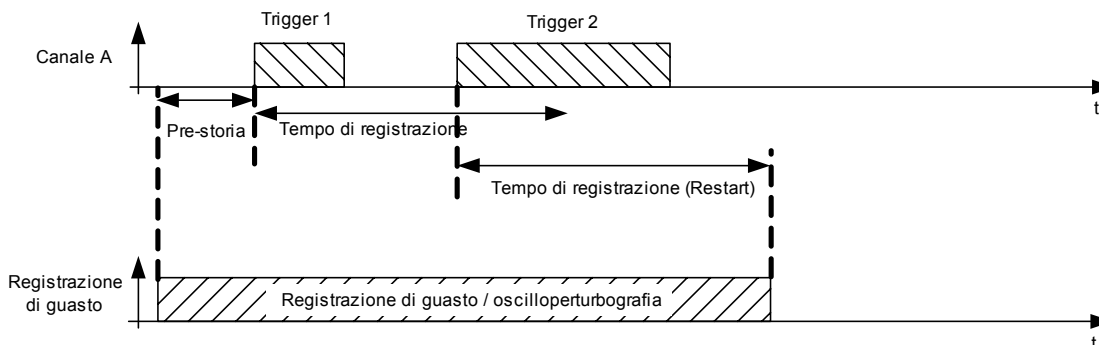 Trigger 1
Trigger 2
Canale A
t
Pre-storia
Tempo di registrazione
Tempo di registrazione (Restart)
Registrazione
di guasto
Registrazione di guasto / oscilloperturbografia
t